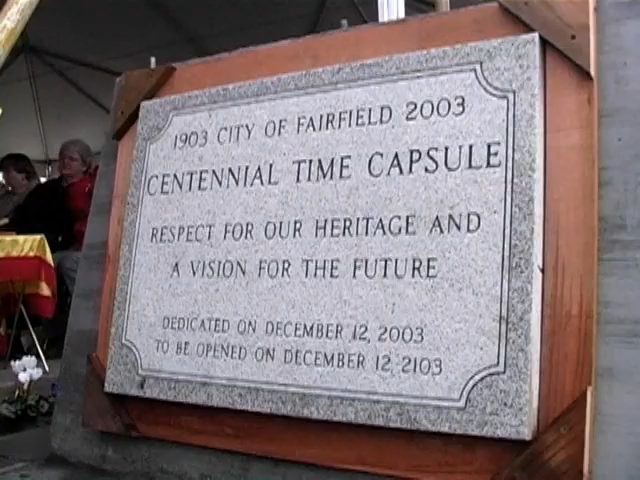 1903 CITY OF FAIRFIELD 2003
CENTENNIAL TIME CAPSULE
RESPECT FOR OUR HERITAGE AND
A VISION FOR THE FUTURE
DEDICATED ON DECEMBER 12, 2003
TO BE OPENED ON DECEMBER 12, 2103